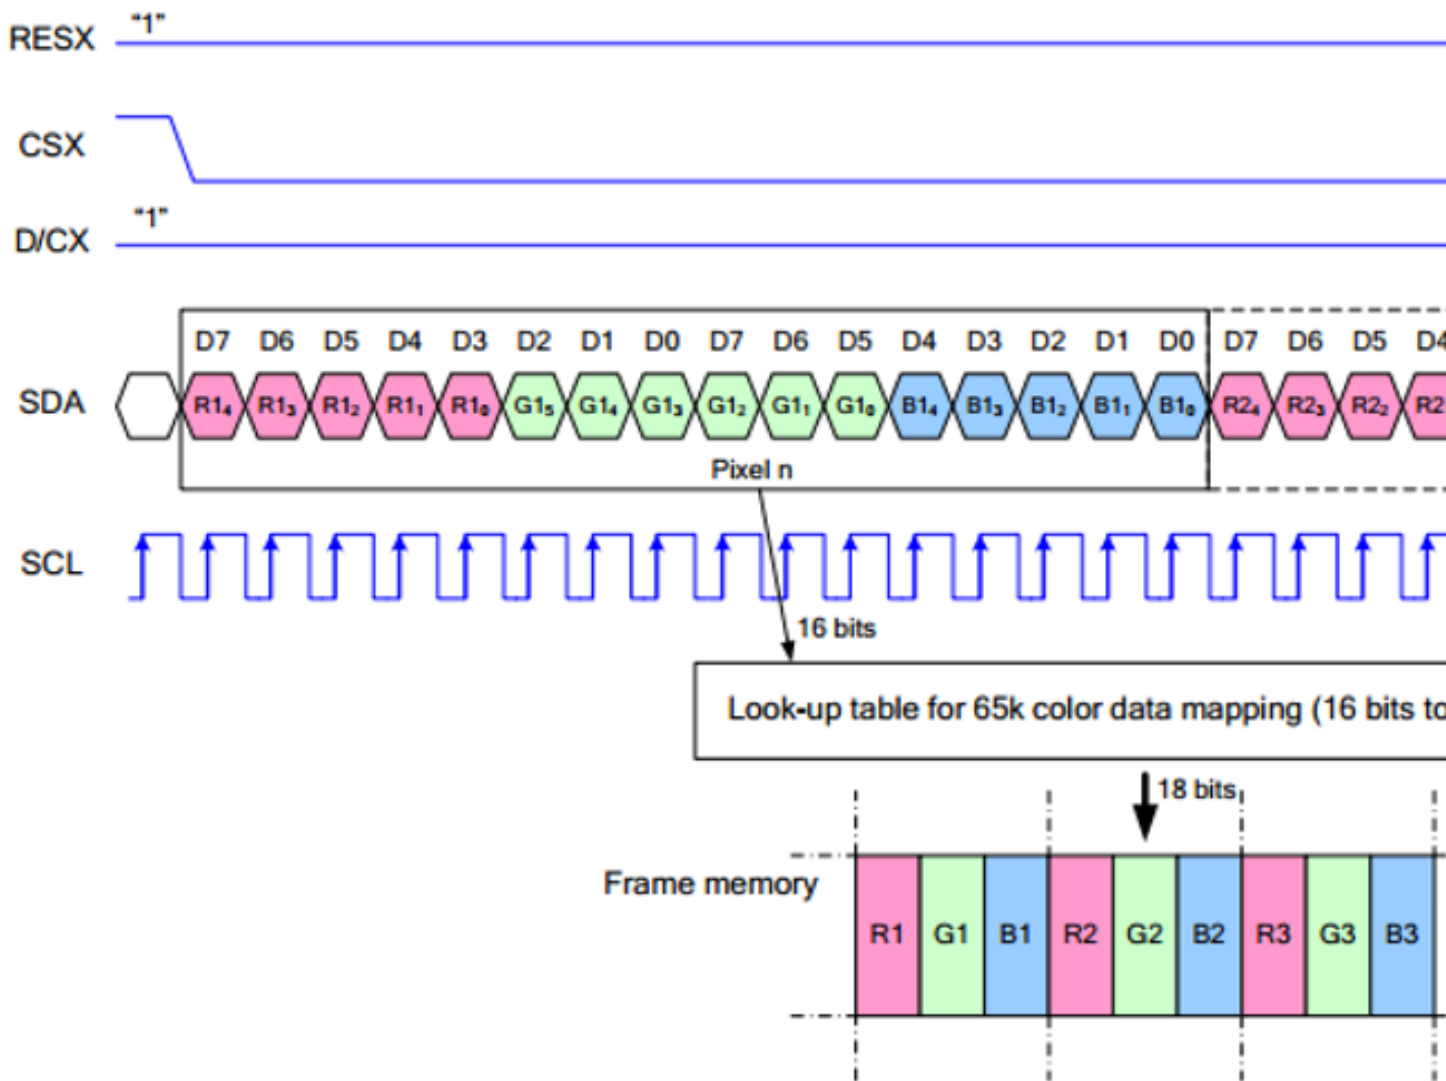 RESX “1”
CSX
D/CX “1”
D7 D6 D5 D4 D3 D2 D1 D0 D7 D6 D5 D4 D3 D2 D1 D0 D7 D6 D5 D4
SDA R1₄ R1₃ R1₂ R1₁ R1₀ G1₅ G1₄ G1₃ G1₂ G1₁ G1₀ B1₄ B1₃ B1₂ B1₁ B1₀ R2₄ R2₃ R2₂ R2
Pixel n
SCL
16 bits
Look-up table for 65k color data mapping (16 bits to
18 bits
Frame memory
R1 G1 B1 R2 G2 B2 R3 G3 B3